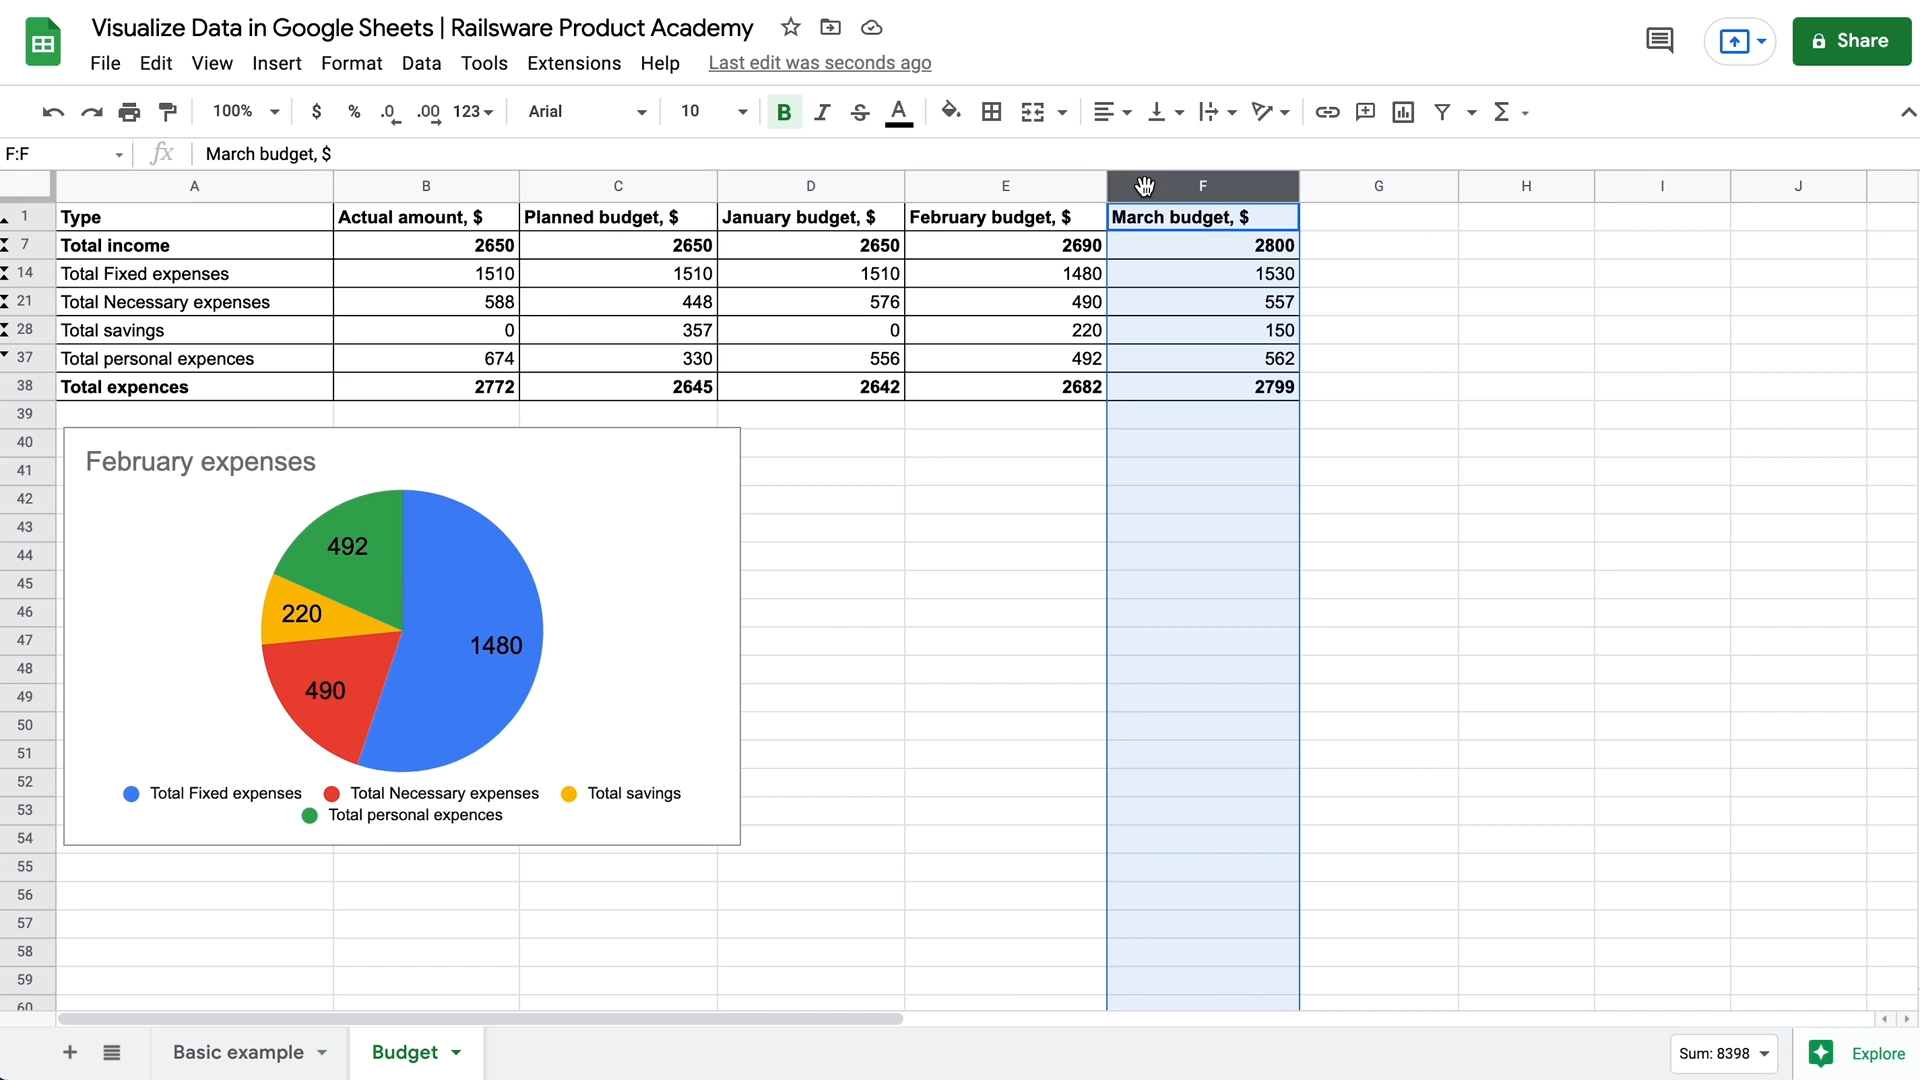 Visualize Data in Google Sheets | Railsware Product Academy
File Edit View Insert Format Data Tools Extensions Help Last edit was seconds ago
Share
100% $ % .0 .00 123 Arial 10 B I S A
F:F fx March budget, $
A B C D E F G H I J
1 Type Actual amount, $ Planned budget, $ January budget, $ February budget, $ March budget, $
7 Total income 2650 2650 2650 2690 2800
14 Total Fixed expenses 1510 1510 1510 1480 1530
21 Total Necessary expenses 588 448 576 490 557
28 Total savings 0 357 0 220 150
37 Total personal expences 674 330 556 492 562
38 Total expences 2772 2645 2642 2682 2799
39
40
41
42
43
44
45
46
47
48
49
50
51
52
53
54
55
56
57
58
59
60
February expenses
492
220
1480
490
Total Fixed expenses Total Necessary expenses Total savings
Total personal expences
Basic example Budget Sum: 8398 Explore